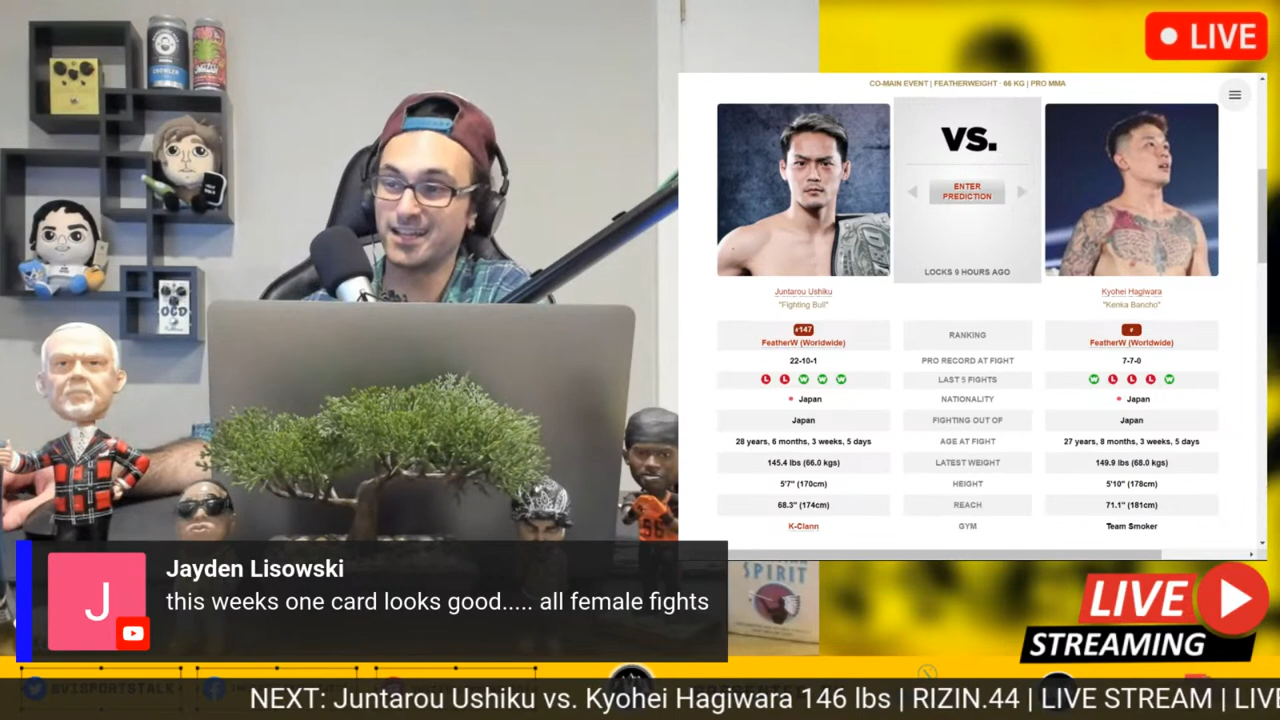 LIVE
CO-MAIN EVENT | FEATHERWEIGHT · 66 KG | PRO MMA
VS.
ENTER
PREDICTION
LOCKS 9 HOURS AGO
Juntarou Ushiku
"Fighting Bull"
Kyohei Hagiwara
"Kenka Bancho"
#147
FeatherW (Worldwide)
RANKING
#
FeatherW (Worldwide)
22-10-1
PRO RECORD AT FIGHT
7-7-0
L L W W W
LAST 5 FIGHTS
W L L L W
Japan
NATIONALITY
Japan
Japan
FIGHTING OUT OF
Japan
28 years, 6 months, 3 weeks, 5 days
AGE AT FIGHT
27 years, 8 months, 3 weeks, 5 days
145.4 lbs (66.0 kgs)
LATEST WEIGHT
149.9 lbs (68.0 kgs)
5'7" (170cm)
HEIGHT
5'10" (178cm)
68.3" (174cm)
REACH
71.1" (181cm)
K-Clann
GYM
Team Smoker
OCD
J
Jayden Lisowski
this weeks one card looks good..... all female fights
SPIRIT
LIVE
STREAMING
@VISPORTSTALK
NEXT: Juntarou Ushiku vs. Kyohei Hagiwara 146 lbs | RIZIN.44 | LIVE STREAM | LIVE